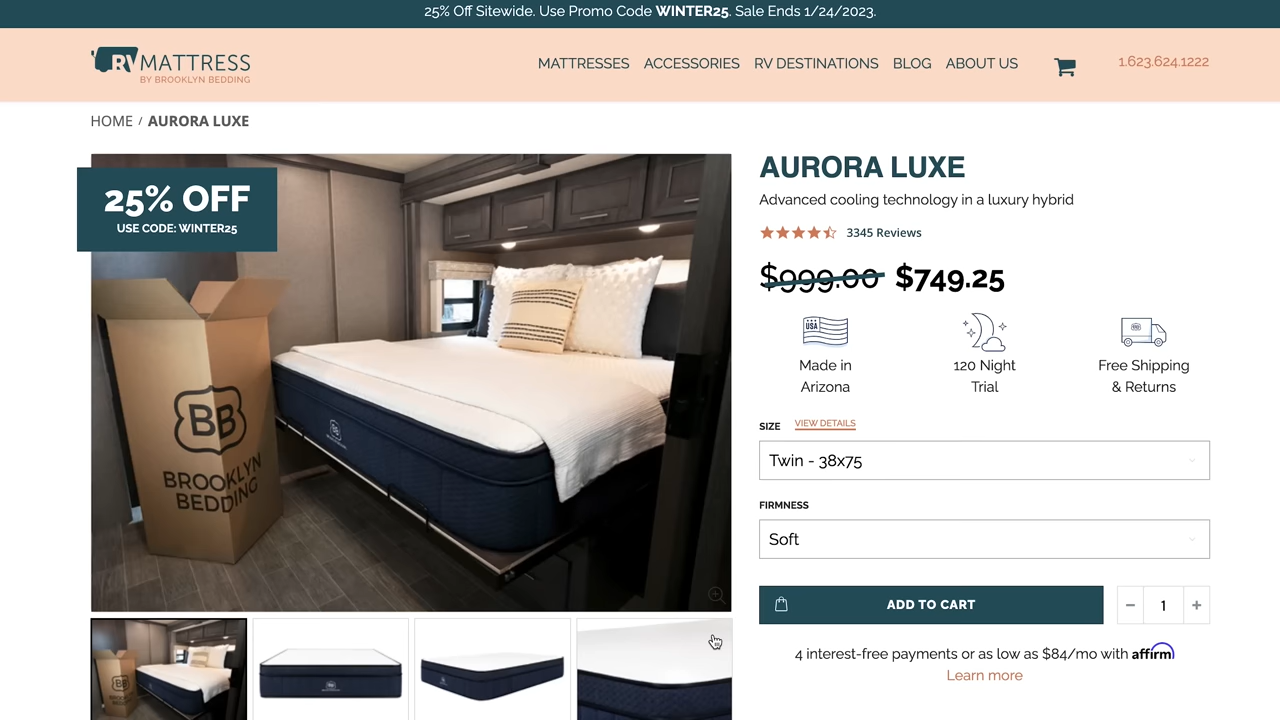 25% Off Sitewide. Use Promo Code WINTER25. Sale Ends 1/24/2023.
RVMATTRESS
BY BROOKLYN BEDDING
MATTRESSES ACCESSORIES RV DESTINATIONS BLOG ABOUT US 1.623.624.1222
HOME / AURORA LUXE
25% OFF
USE CODE: WINTER25
BB
BROOKLYN
BEDDING
AURORA LUXE
Advanced cooling technology in a luxury hybrid
3345 Reviews
$999.00 $749.25
USA
Made in
Arizona
120 Night
Trial
Free Shipping
& Returns
SIZE VIEW DETAILS
Twin - 38x75
FIRMNESS
Soft
ADD TO CART − 1 +
4 interest-free payments or as low as $84/mo with affirm
Learn more